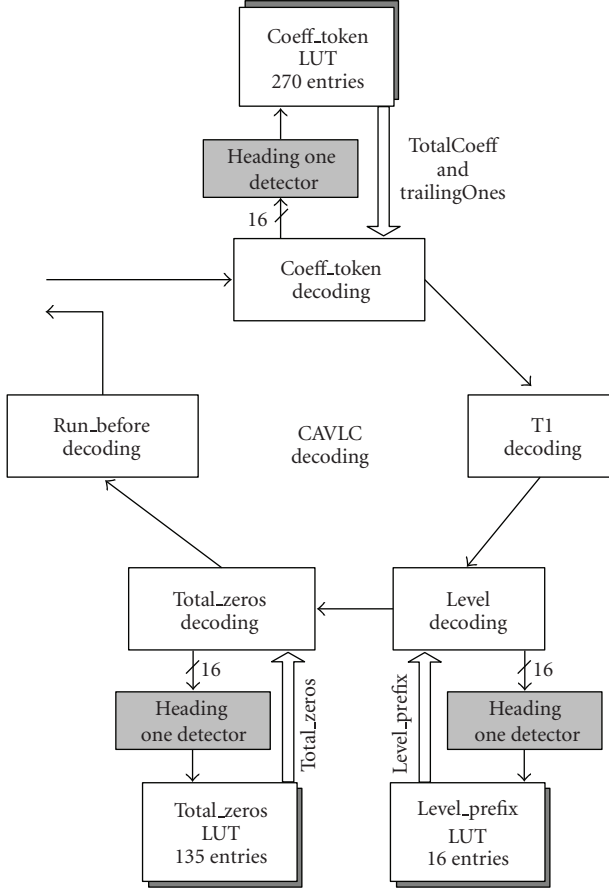 Coeff_token
LUT
270 entries
Heading one
detector
TotalCoeff
and
trailingOnes
16
Coeff_token
decoding
Run_before
decoding
CAVLC
decoding
T1
decoding
Total_zeros
decoding
Level
decoding
16
16
Heading
one detector
Total_zeros
Level_prefix
Heading
one detector
Total_zeros
LUT
135 entries
Level_prefix
LUT
16 entries